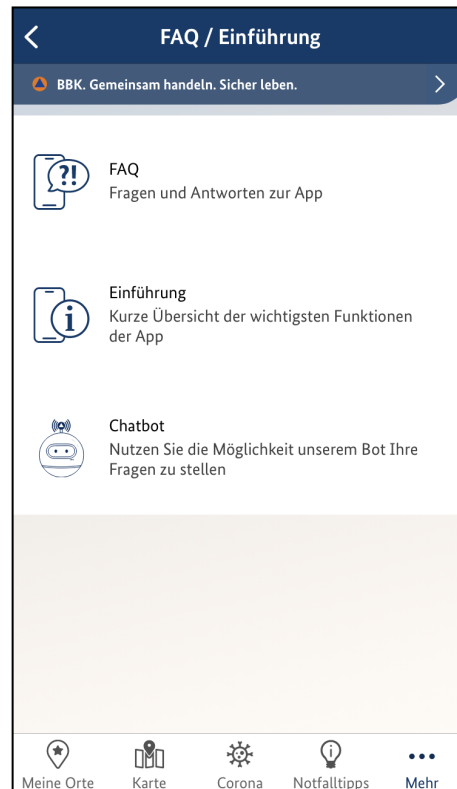 FAQ / Einführung
BBK. Gemeinsam handeln. Sicher leben.
?!
FAQ
Fragen und Antworten zur App
i
Einführung
Kurze Übersicht der wichtigsten Funktionen
der App
Chatbot
Nutzen Sie die Möglichkeit unserem Bot Ihre
Fragen zu stellen
Meine Orte Karte Corona Notfalltipps Mehr